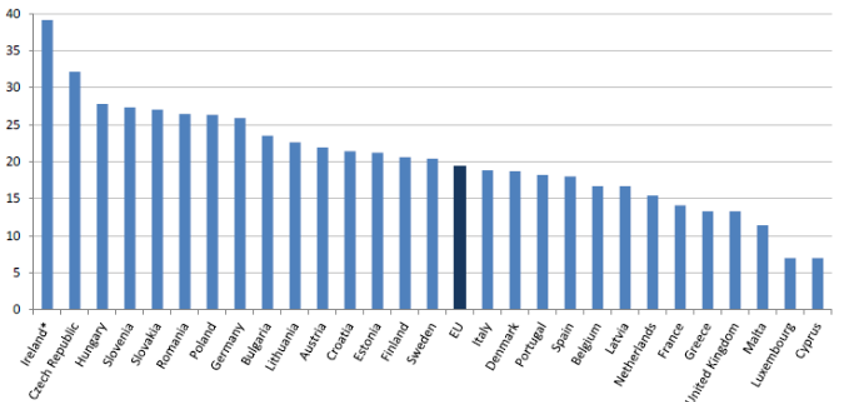 40
35
30
25
20
15
10
5
0
Ireland*
Czech Republic
Hungary
Slovenia
Slovakia
Romania
Poland
Germany
Bulgaria
Lithuania
Austria
Croatia
Estonia
Finland
Sweden
EU
Italy
Denmark
Portugal
Spain
Belgium
Latvia
Netherlands
France
Greece
United Kingdom
Malta
Luxembourg
Cyprus